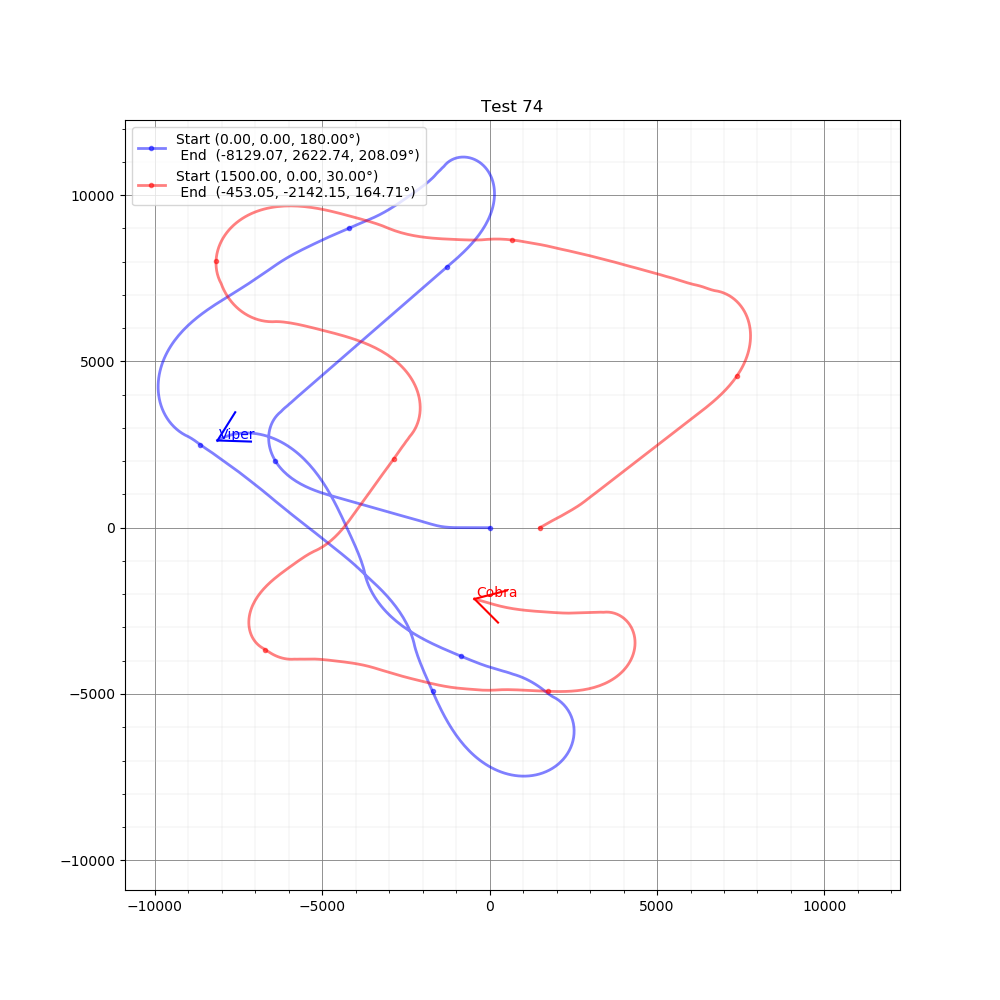 Test 74
Start (0.00, 0.00, 180.00°)
End  (-8129.07, 2622.74, 208.09°)
Start (1500.00, 0.00, 30.00°)
End  (-453.05, -2142.15, 164.71°)
10000
5000
0
−5000
−10000
Viper
Cobra
−10000
−5000
0
5000
10000